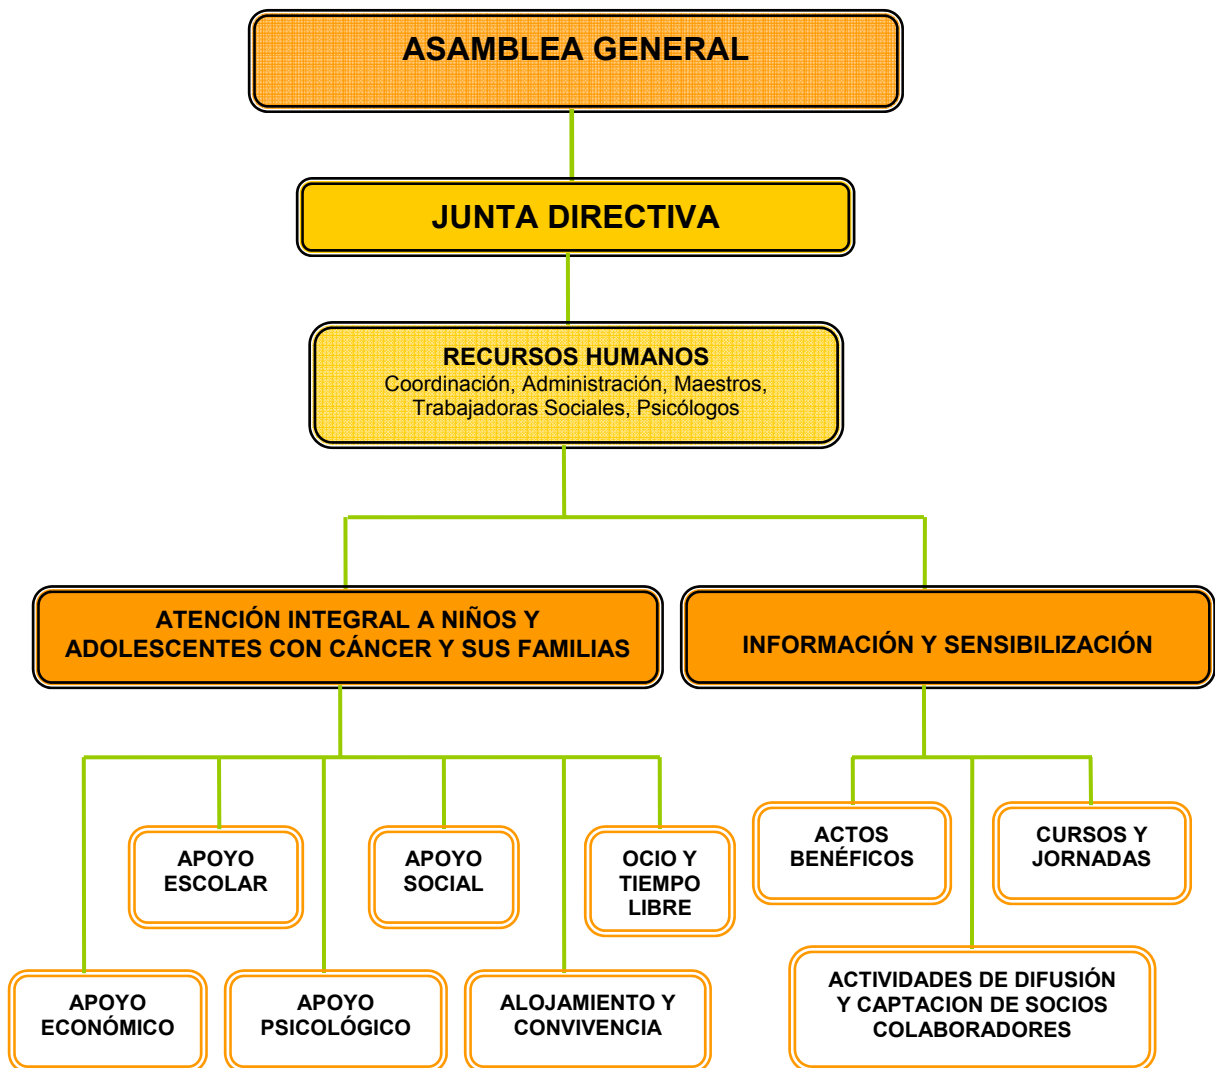 ASAMBLEA GENERAL
JUNTA DIRECTIVA
RECURSOS HUMANOS
Coordinación, Administración, Maestros,
Trabajadoras Sociales, Psicólogos
ATENCIÓN INTEGRAL A NIÑOS Y
ADOLESCENTES CON CÁNCER Y SUS FAMILIAS
INFORMACIÓN Y SENSIBILIZACIÓN
APOYO
ESCOLAR
APOYO
SOCIAL
OCIO Y
TIEMPO
LIBRE
ACTOS
BENÉFICOS
CURSOS Y
JORNADAS
APOYO
ECONÓMICO
APOYO
PSICOLÓGICO
ALOJAMIENTO Y
CONVIVENCIA
ACTIVIDADES DE DIFUSIÓN
Y CAPTACION DE SOCIOS
COLABORADORES